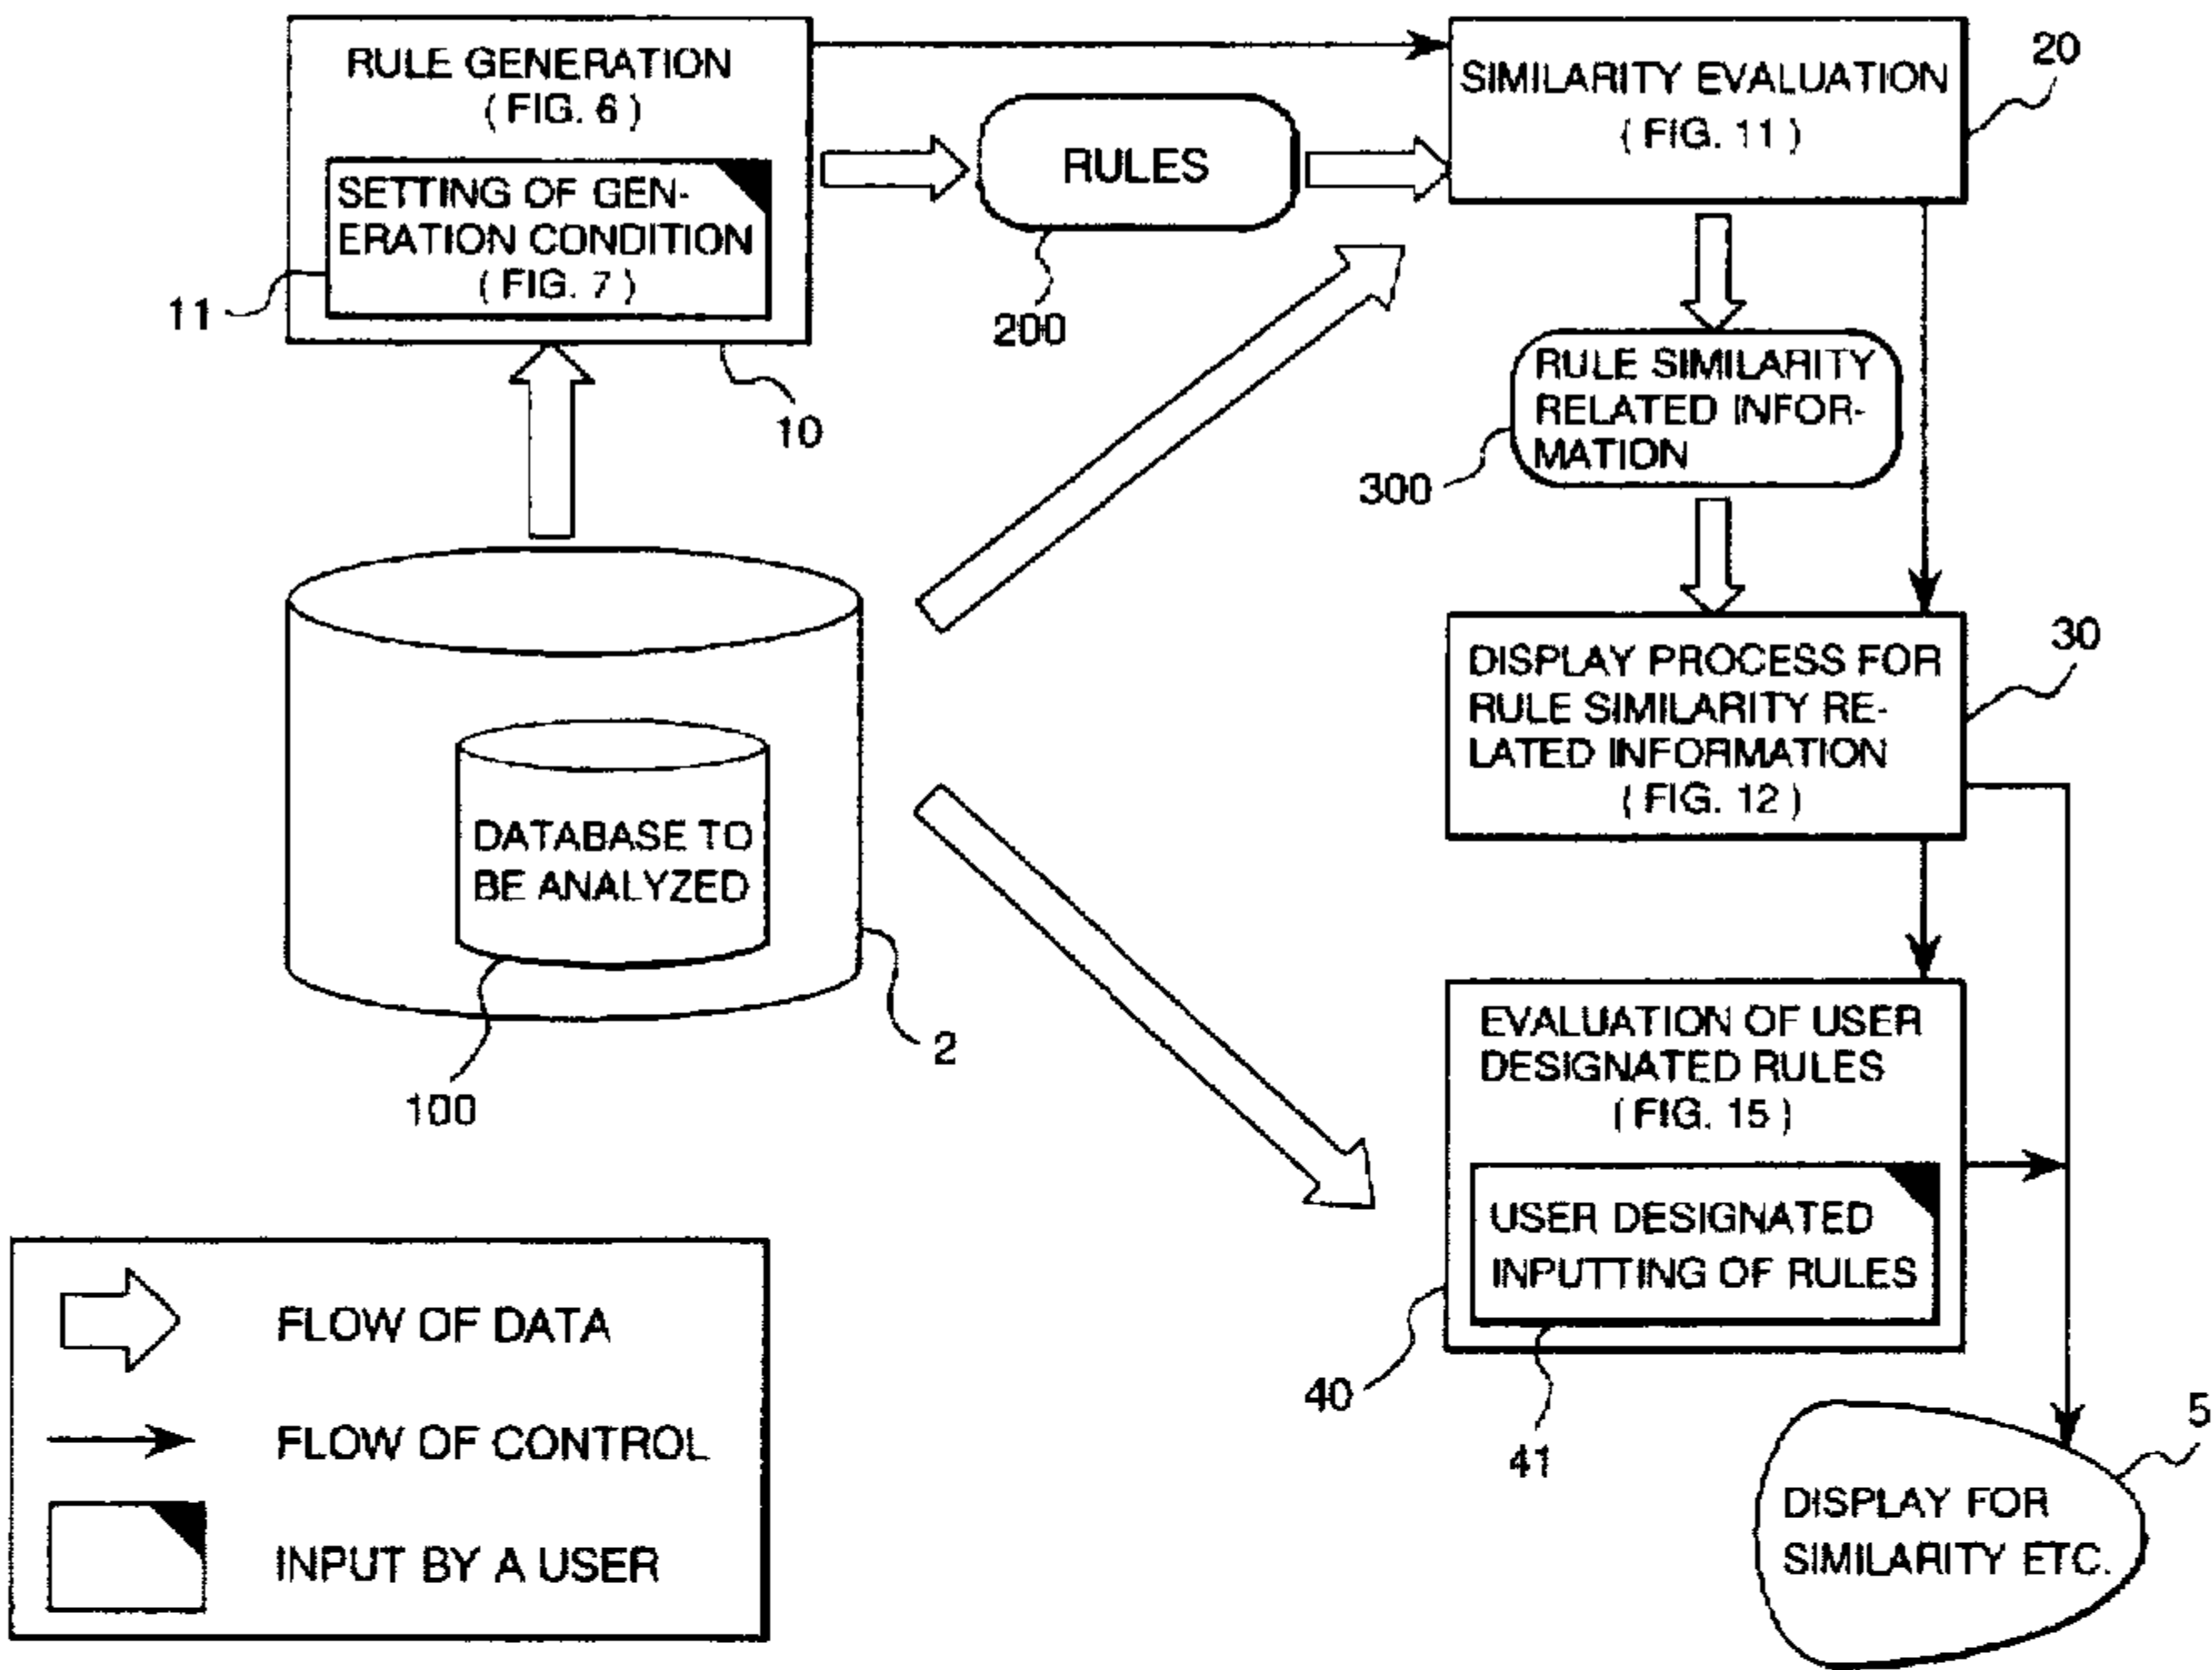 RULE GENERATION
( FIG. 6 )
SETTING OF GEN-
ERATION CONDITION
( FIG. 7 )
11
10
RULES
200
SIMILARITY EVALUATION
( FIG. 11 )
20
RULE SIMILARITY
RELATED INFOR-
MATION
300
DISPLAY PROCESS FOR
RULE SIMILARITY RE-
LATED INFORMATION
( FIG. 12 )
30
DATABASE TO
BE ANALYZED
100
2
EVALUATION OF USER
DESIGNATED RULES
( FIG. 15 )
USER DESIGNATED
INPUTTING OF RULES
40
41
5
DISPLAY FOR
SIMILARITY ETC.
FLOW OF DATA
FLOW OF CONTROL
INPUT BY A USER